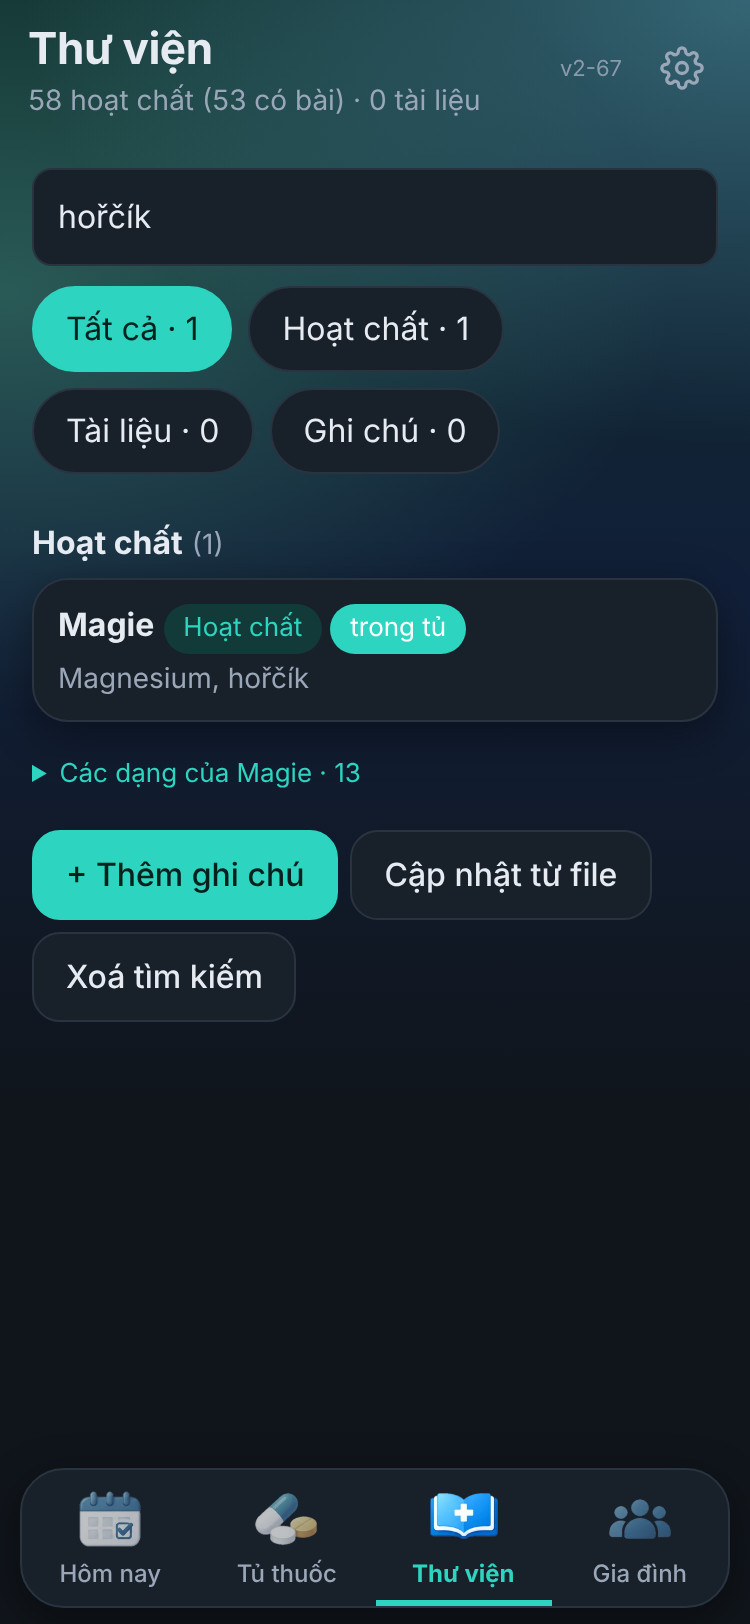 Thư viện
58 hoạt chất (53 có bài) · 0 tài liệu
v2-67
hořčík
Tất cả · 1
Hoạt chất · 1
Tài liệu · 0
Ghi chú · 0
Hoạt chất (1)
Magie Hoạt chất trong tủ
Magnesium, hořčík
Các dạng của Magie · 13
+ Thêm ghi chú
Cập nhật từ file
Xoá tìm kiếm
Hôm nay
Tủ thuốc
Thư viện
Gia đình